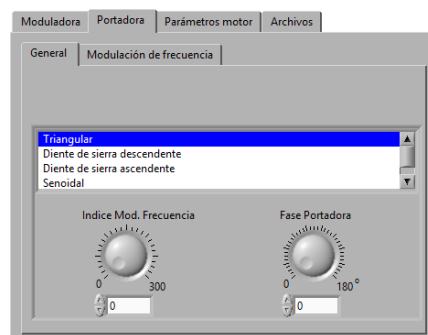 Moduladora Portadora Parámetros motor Archivos
General Modulación de frecuencia
Triangular
Diente de sierra descendente
Diente de sierra ascendente
Senoidal
Indice Mod. Frecuencia Fase Portadora
0 300 0 180°
0 0